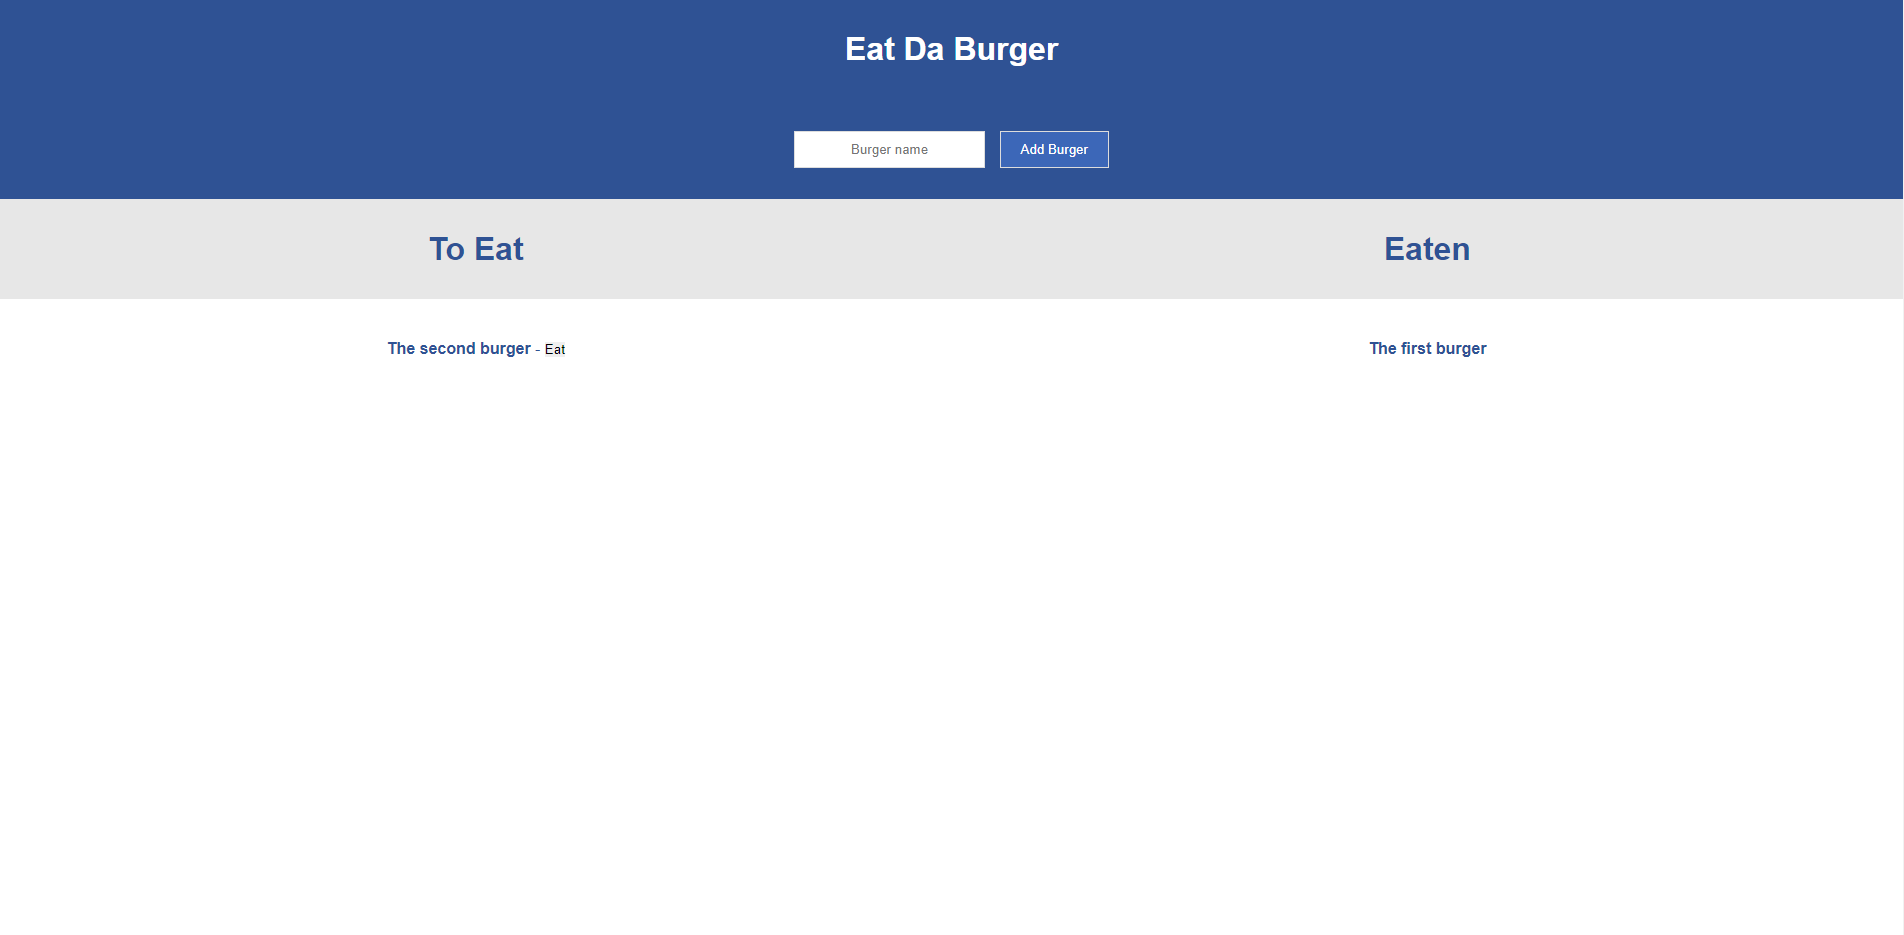 Eat Da Burger
Burger name
Add Burger
To Eat
Eaten
The second burger - Eat
The first burger